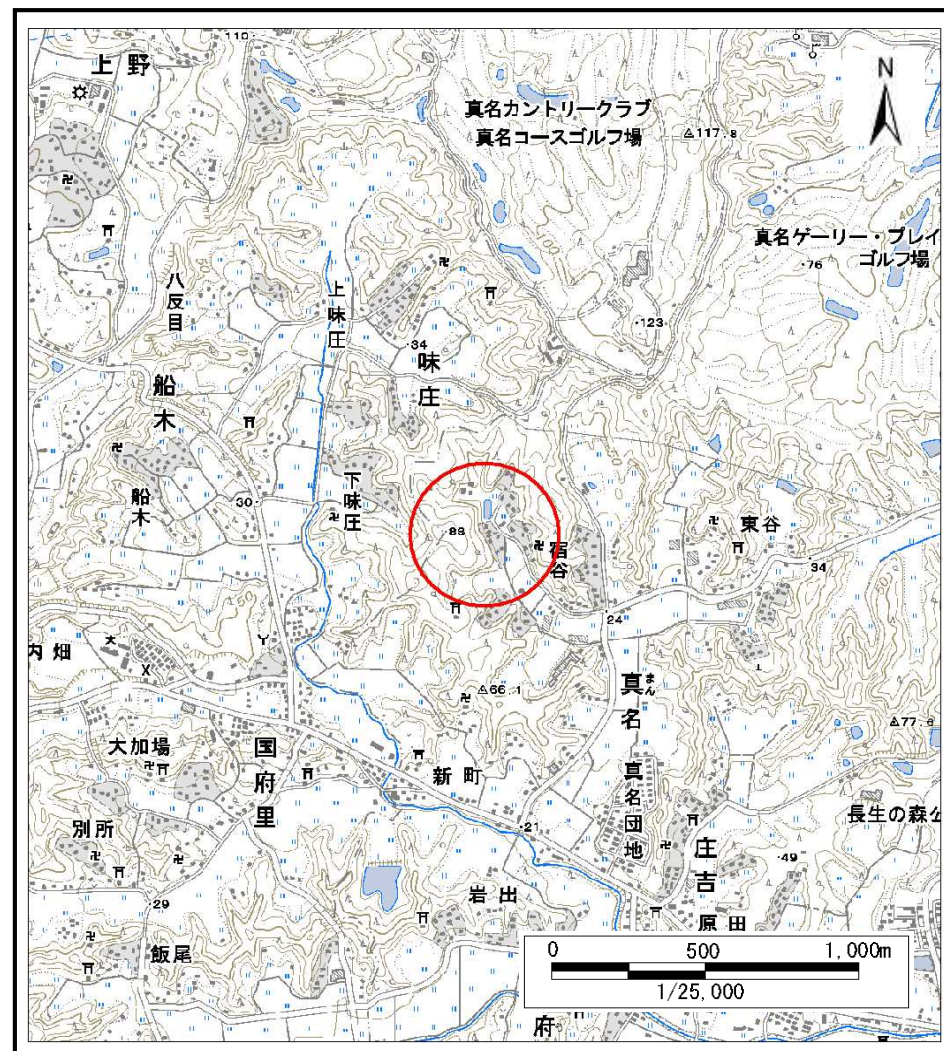 110
上野
N
真名カントリークラブ
真名コースゴルフ場
117.8
真名ゲーリー・プレイ
ゴルフ場
76
八反目
上味庄
123
34
味庄
船木
30
下味庄
船木
88
宿谷
東谷
34
24
内畑
真名
まん
66.1
77.6
大加場
国府里
新町
真名団地
長生の森公
別所
21
庄吉
49
29
岩出
原田
飯尾
0 500 1,000m
1/25,000
府